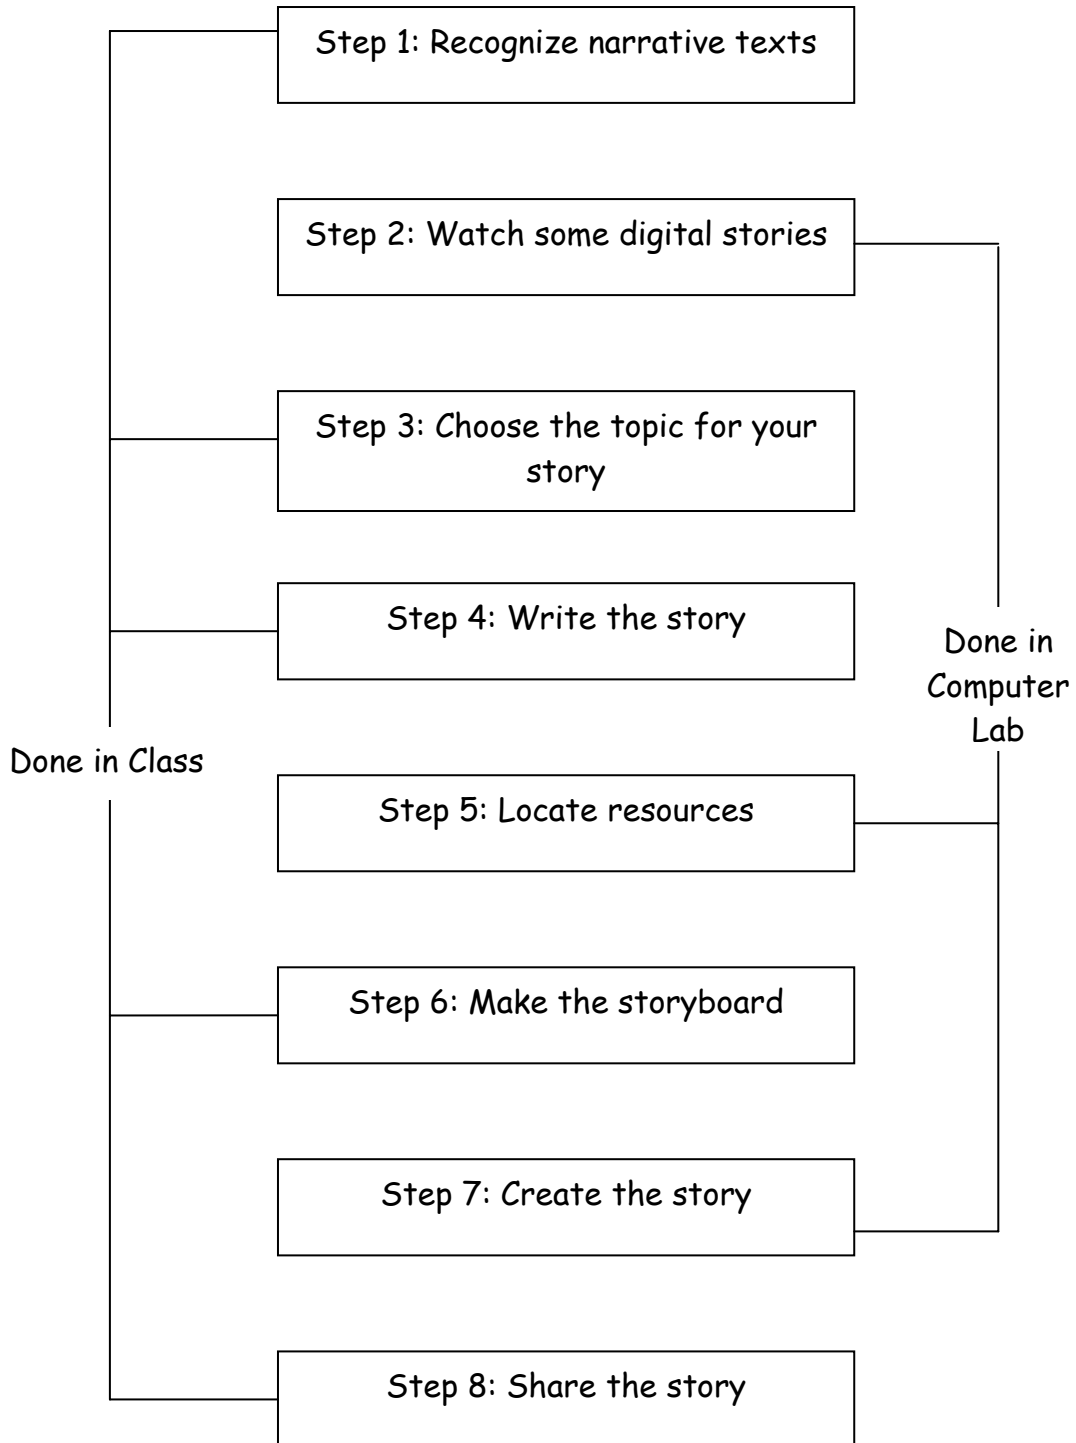 Step 1: Recognize narrative texts
Step 2: Watch some digital stories
Step 3: Choose the topic for your
story
Step 4: Write the story
Done in
Computer
Lab
Done in Class
Step 5: Locate resources
Step 6: Make the storyboard
Step 7: Create the story
Step 8: Share the story